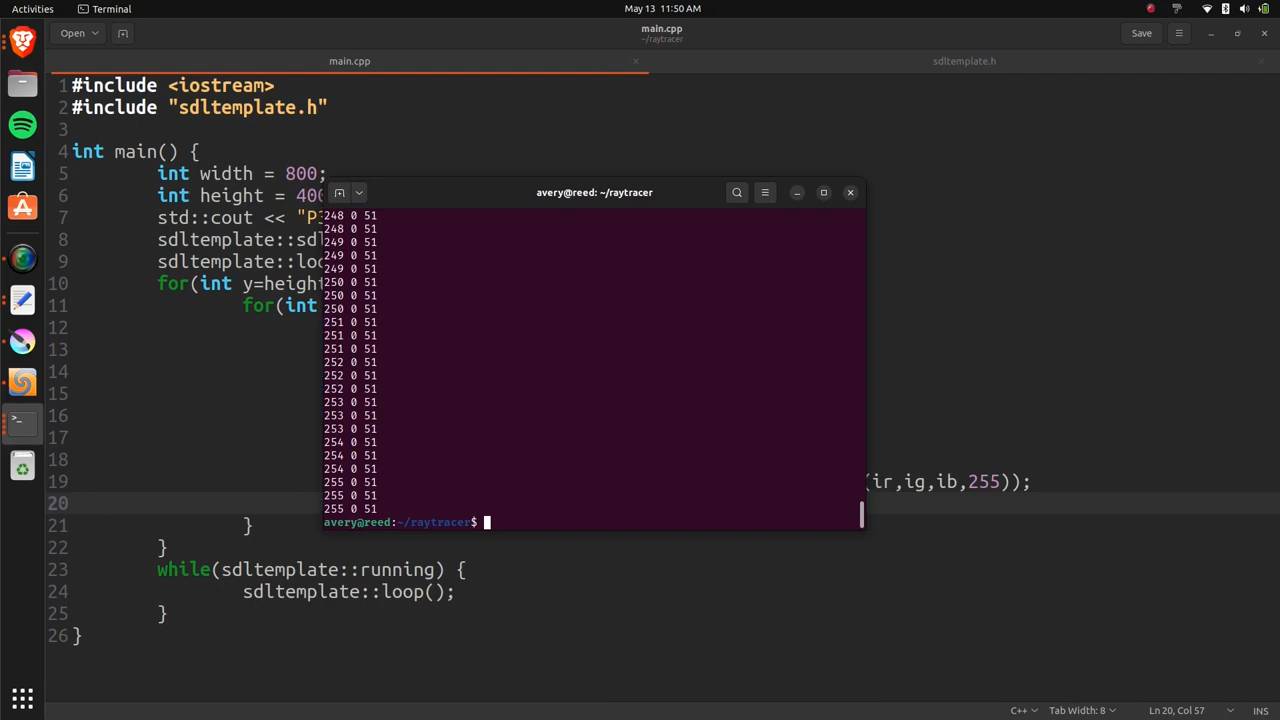 Activities Terminal May 13 11:50 AM
Open main.cpp Save
~/raytracer
main.cpp sdltemplate.h
1 #include <iostream>
2 #include "sdltemplate.h"
3
4 int main() {
5 int width = 800;
6 int height = 400
7 std::cout << "P3
8 sdltemplate::sdl
9 sdltemplate::loo
10 for(int y=height
11 for(int
12
13
14
15
16
17
18
19 (ir,ig,ib,255));
20
21 }
22 }
23 while(sdltemplate::running) {
24 sdltemplate::loop();
25 }
26 }
avery@reed: ~/raytracer
248 0 51
248 0 51
249 0 51
249 0 51
249 0 51
250 0 51
250 0 51
250 0 51
251 0 51
251 0 51
251 0 51
252 0 51
252 0 51
252 0 51
253 0 51
253 0 51
253 0 51
254 0 51
254 0 51
254 0 51
255 0 51
255 0 51
255 0 51
avery@reed:~/raytracer$
C++ Tab Width: 8 Ln 20, Col 57 INS